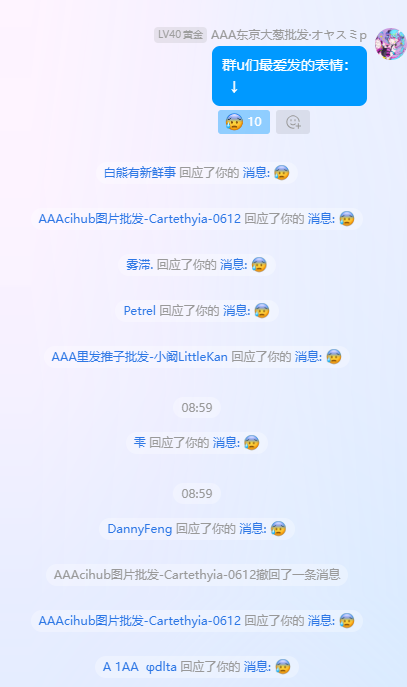 LV40 黄金 AAA东京大葱批发·オヤスミp
群u们最爱发的表情：
↓
😰 10
白熊有新鲜事 回应了你的 消息: 😰
AAAcihub图片批发-Cartethyia-0612 回应了你的 消息: 😰
雾滞. 回应了你的 消息: 😰
Petrel 回应了你的 消息: 😰
AAA里发推子批发-小阚LittleKan 回应了你的 消息: 😰
08:59
雫 回应了你的 消息: 😰
08:59
DannyFeng 回应了你的 消息: 😰
AAAcihub图片批发-Cartethyia-0612撤回了一条消息
AAAcihub图片批发-Cartethyia-0612 回应了你的 消息: 😰
A 1AA φdlta 回应了你的 消息: 😰